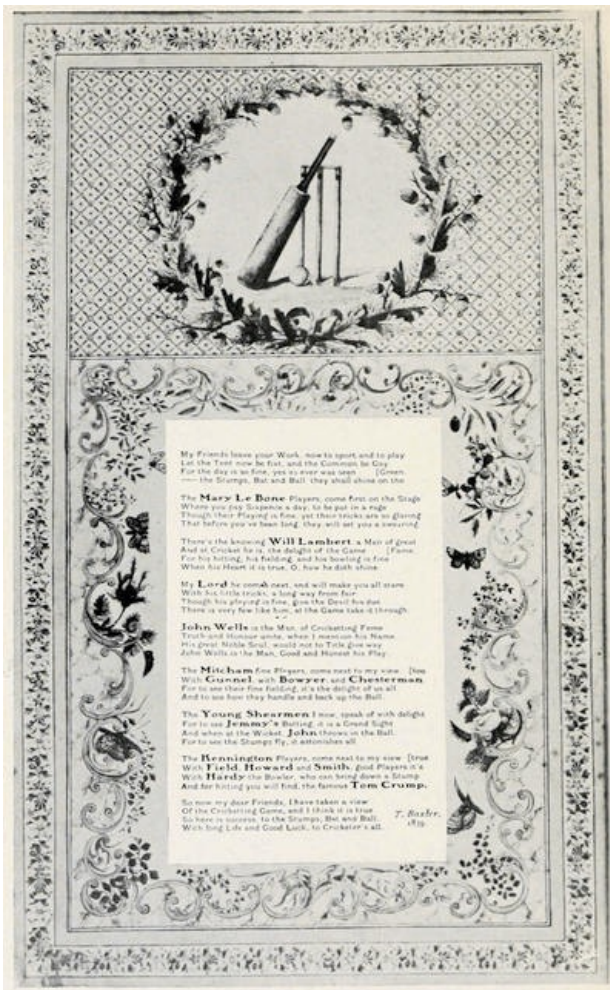 My Friends leave your Work, now to sport, and to play
Let the Tent now be fixt, and the Common be Gay
For the day is so fine, yes as ever was seen [Green.
—— the Stumps, Bat and Ball, they shall shine on the
The Mary Le Bone Players, come first on the Stage
Where you pay Sixpence a day, to be put in a rage
Though their Playing is fine, yet their tricks are so glaring
That before you've been long, they will set you a swearing.
There's the knowing Will Lambert, a Man of great
And at Cricket he is, the delight of the Game [Fame.
For his hitting, his fielding, and his bowling is fine
When his Heart it is true, O, how he doth shine.
My Lord he comes next, and will make you all stare
With his little tricks, a long way from fair
Though his playing is fine, give the Devil his due
There is very few like him, at the Game take it through.
John Wells is the Man, of Cricketting Fame
Truth and Honour unite, when I mention his Name.
His great Noble Soul, would not to Title give way
John Wells is the Man, Good and Honest his Play.
The Mitcham fine Players, come next to my view [too
With Gunnel, with Bowyer, and Chesterman
For to see their fine fielding, it's the delight of us all
And to see how they handle and back up the Ball.
The Young Shearmen I now, speak of with delight
For to see Jemmy's Batting, it is a Grand Sight
And when at the Wicket, John throws in the Ball.
For to see the Stumps fly, it astonishes all.
The Kennington Players, come next to my view [true
With Field, Howard and Smith, good Players it's
With Hardy the Bowler, who can bring down a Stump
And for hitting you will find, the famous Tom Crump.
So now my dear Friends, I have taken a view
Of the Cricketting Game, and I think it is true
So here is success, to the Stumps, Bat and Ball,
With long Life and Good Luck, to Cricketer's all.
T. Baxter,